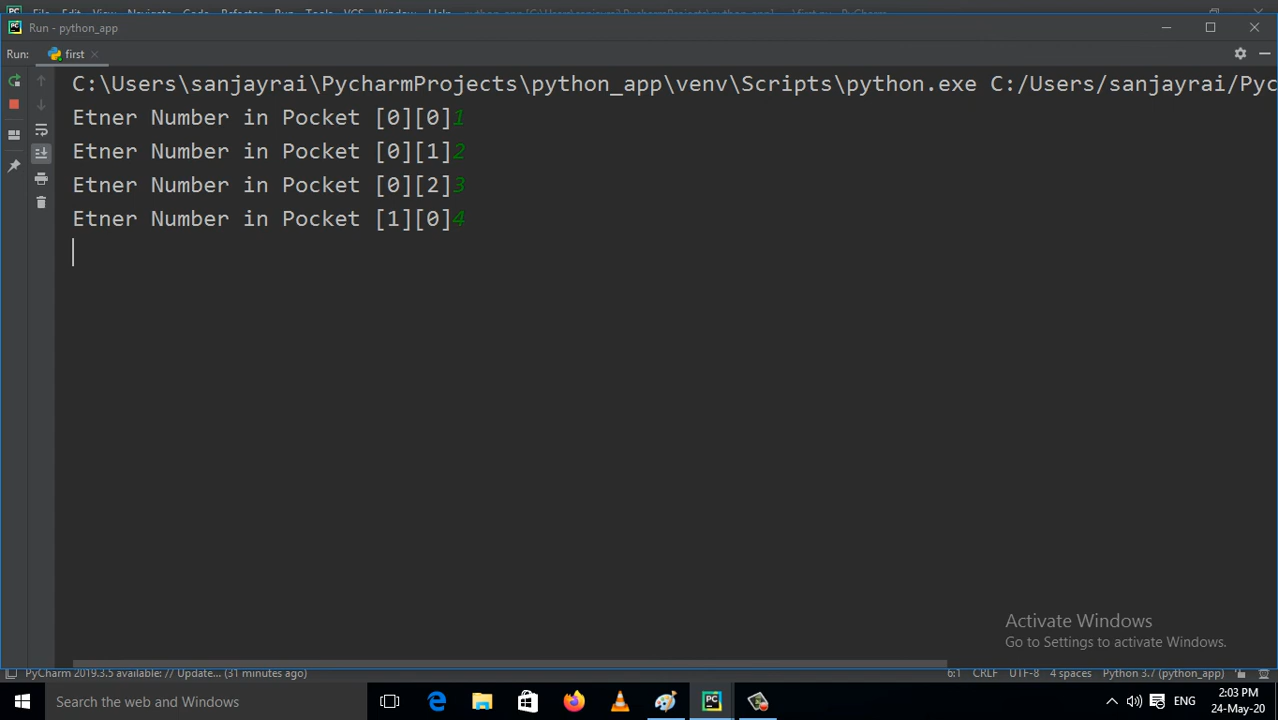 Run - python_app
Run: first
C:\Users\sanjayrai\PycharmProjects\python_app\venv\Scripts\python.exe C:/Users/sanjayrai/Pyc
Etner Number in Pocket [0][0]1
Etner Number in Pocket [0][1]2
Etner Number in Pocket [0][2]3
Etner Number in Pocket [1][0]4
Activate Windows
Go to Settings to activate Windows.
PyCharm 2019.3.5 available: // Update... (31 minutes ago) 6:1 CRLF UTF-8 4 spaces Python 3.7 (python_app)
Search the web and Windows
PC
ENG
2:03 PM
24-May-20